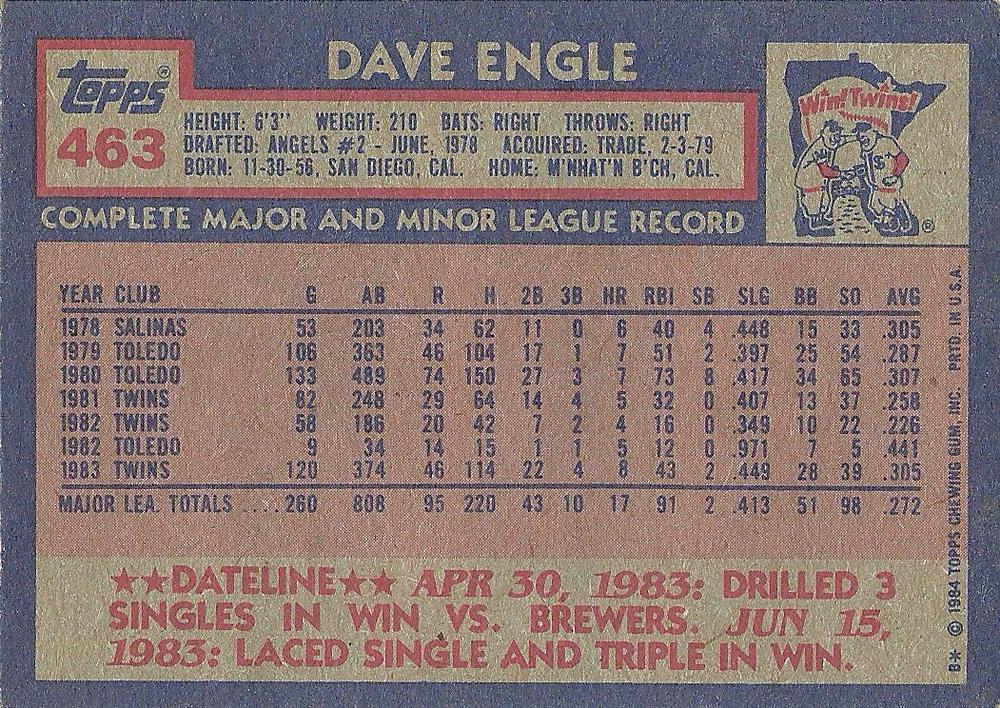 DAVE ENGLE
Topps®
463
HEIGHT: 6'3" WEIGHT: 210 BATS: RIGHT THROWS: RIGHT
DRAFTED: ANGELS #2 - JUNE, 1978 ACQUIRED: TRADE, 2-3-79
BORN: 11-30-56, SAN DIEGO, CAL. HOME: M'NHAT'N B'CH, CAL.
Win! Twins!
®
COMPLETE MAJOR AND MINOR LEAGUE RECORD
YEAR CLUB G AB R H 2B 3B HR RBI SB SLG BB SO AVG
1978 SALINAS 53 203 34 62 11 0 6 40 4 .448 15 33 .305
1979 TOLEDO 106 363 46 104 17 1 7 51 2 .397 25 54 .287
1980 TOLEDO 133 489 74 150 27 3 7 73 8 .417 34 65 .307
1981 TWINS 82 248 29 64 14 4 5 32 0 .407 13 37 .258
1982 TWINS 58 186 20 42 7 2 4 16 0 .349 10 22 .226
1982 TOLEDO 9 34 14 15 1 1 5 12 0 .971 7 5 .441
1983 TWINS 120 374 46 114 22 4 8 43 2 .449 28 39 .305
MAJOR LEA. TOTALS .... 260 808 95 220 43 10 17 91 2 .413 51 98 .272
★★DATELINE★★ APR 30, 1983: DRILLED 3
SINGLES IN WIN VS. BREWERS. JUN 15,
1983: LACED SINGLE AND TRIPLE IN WIN.
B★ © 1984 TOPPS CHEWING GUM, INC. PRTD. IN U.S.A.